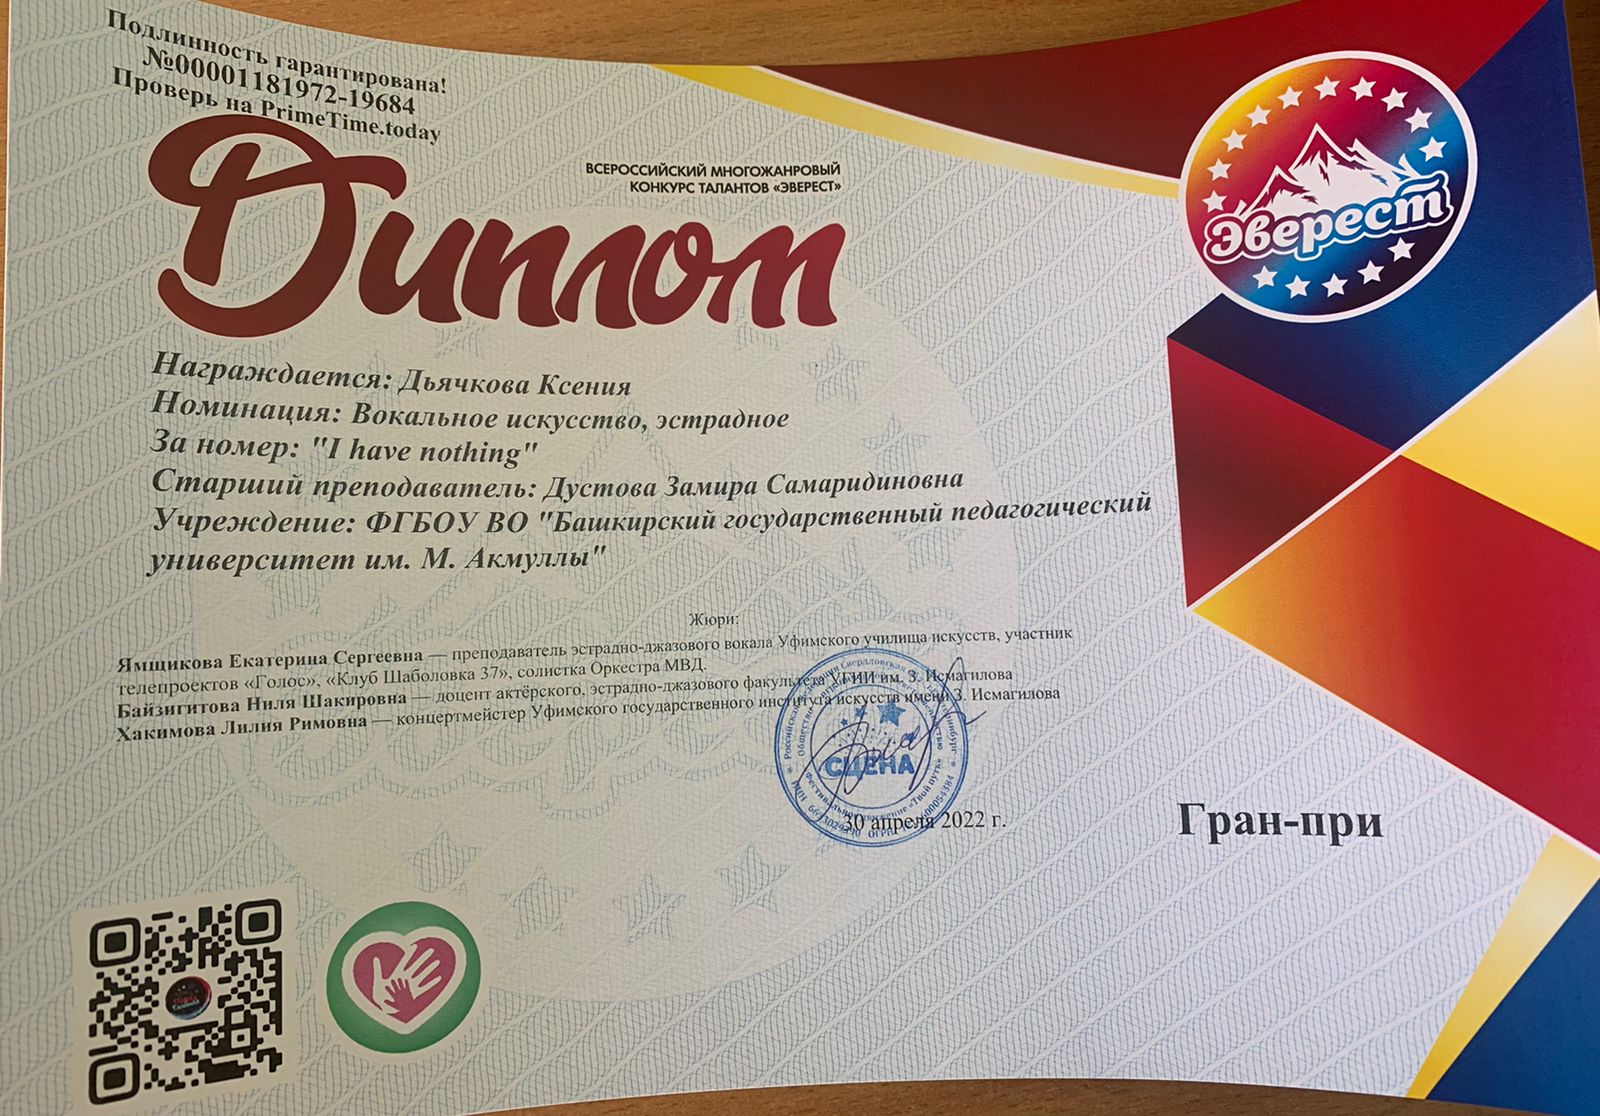 Подлинность гарантирована!
№00001181972-19684
Проверь на PrimeTime.today
ВСЕРОССИЙСКИЙ МНОГОЖАНРОВЫЙ
КОНКУРС ТАЛАНТОВ «ЭВЕРЕСТ»
Диплом
Эверест
Награждается: Дьячкова Ксения
Номинация: Вокальное искусство, эстрадное
За номер: "I have nothing"
Старший преподаватель: Дустова Замира Самаридиновна
Учреждение: ФГБОУ ВО "Башкирский государственный педагогический
университет им. М. Акмуллы"
Жюри:
Ямщикова Екатерина Сергеевна — преподаватель эстрадно-джазового вокала Уфимского училища искусств, участник
телепроектов «Голос», «Клуб Шаболовка 37», солистка Оркестра МВД.
Байзигитова Ниля Шакировна — доцент актёрского, эстрадно-джазового факультета УГИИ им. З. Исмагилова
Хакимова Лилия Римовна — концертмейстер Уфимского государственного института искусств имени З. Исмагилова
СЦЕНА
Фестивальное движение «Твой путь»
30 апреля 2022 г.
Гран-при